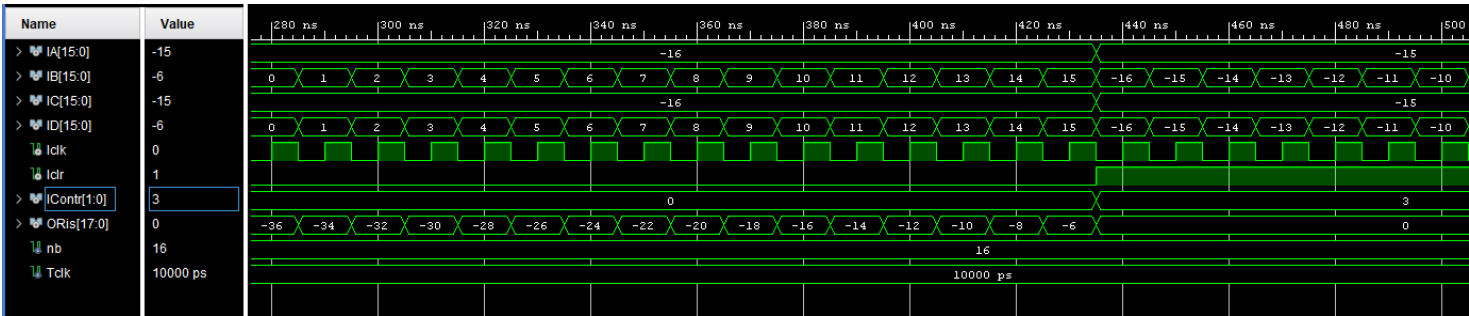 Name Value |280 ns |300 ns |320 ns |340 ns |360 ns |380 ns |400 ns |420 ns |440 ns |460 ns |480 ns |500
> IA[15:0] -15 -16 -15
> IB[15:0] -6 0 1 2 3 4 5 6 7 8 9 10 11 12 13 14 15 -16 -15 -14 -13 -12 -11 -10
> IC[15:0] -15 -16 -15
> ID[15:0] -6 0 1 2 3 4 5 6 7 8 9 10 11 12 13 14 15 -16 -15 -14 -13 -12 -11 -10
Iclk 0
Iclr 1
> IContr[1:0] 3 0 3
> ORis[17:0] 0 -36 -34 -32 -30 -28 -26 -24 -22 -20 -18 -16 -14 -12 -10 -8 -6 0
nb 16 16
Tclk 10000 ps 10000 ps